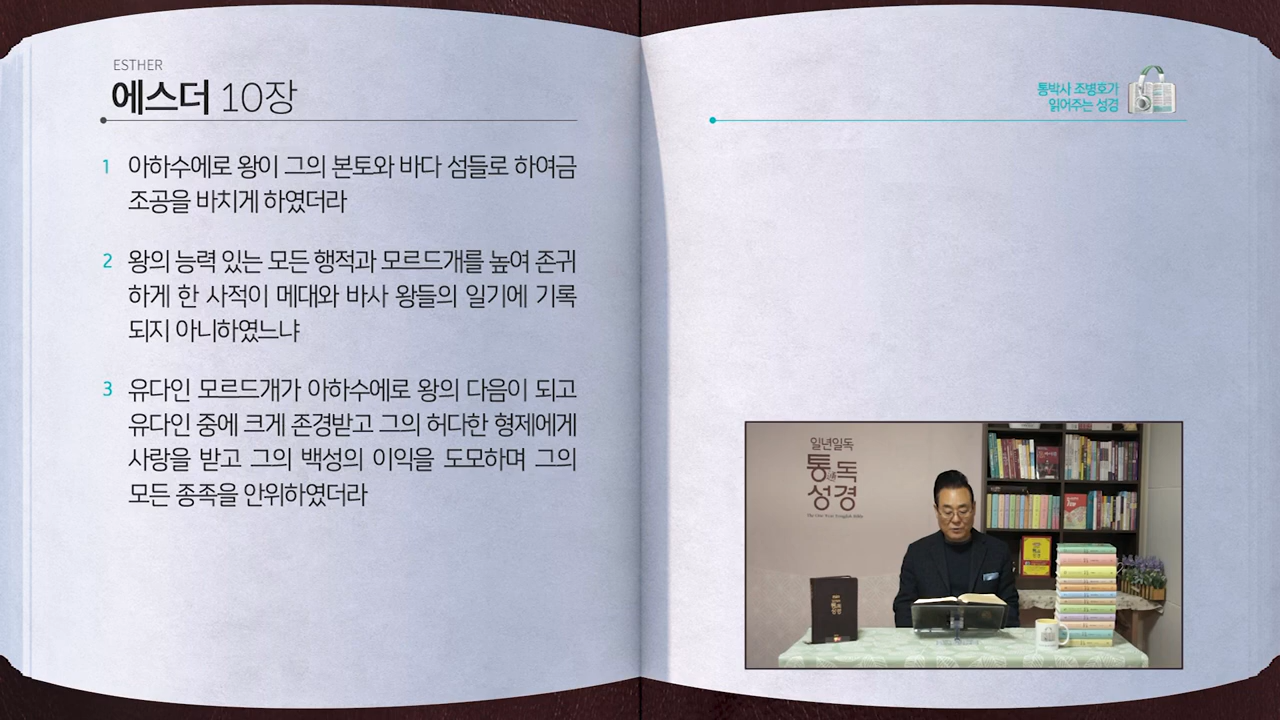 ESTHER
에스더 10장
1 아하수에로 왕이 그의 본토와 바다 섬들로 하여금
조공을 바치게 하였더라
2 왕의 능력 있는 모든 행적과 모르드개를 높여 존귀
하게 한 사적이 메대와 바사 왕들의 일기에 기록
되지 아니하였느냐
3 유다인 모르드개가 아하수에로 왕의 다음이 되고
유다인 중에 크게 존경받고 그의 허다한 형제에게
사랑을 받고 그의 백성의 이익을 도모하며 그의
모든 종족을 안위하였더라
통박사 조병호가
읽어주는 성경
일년일독
통독
성경